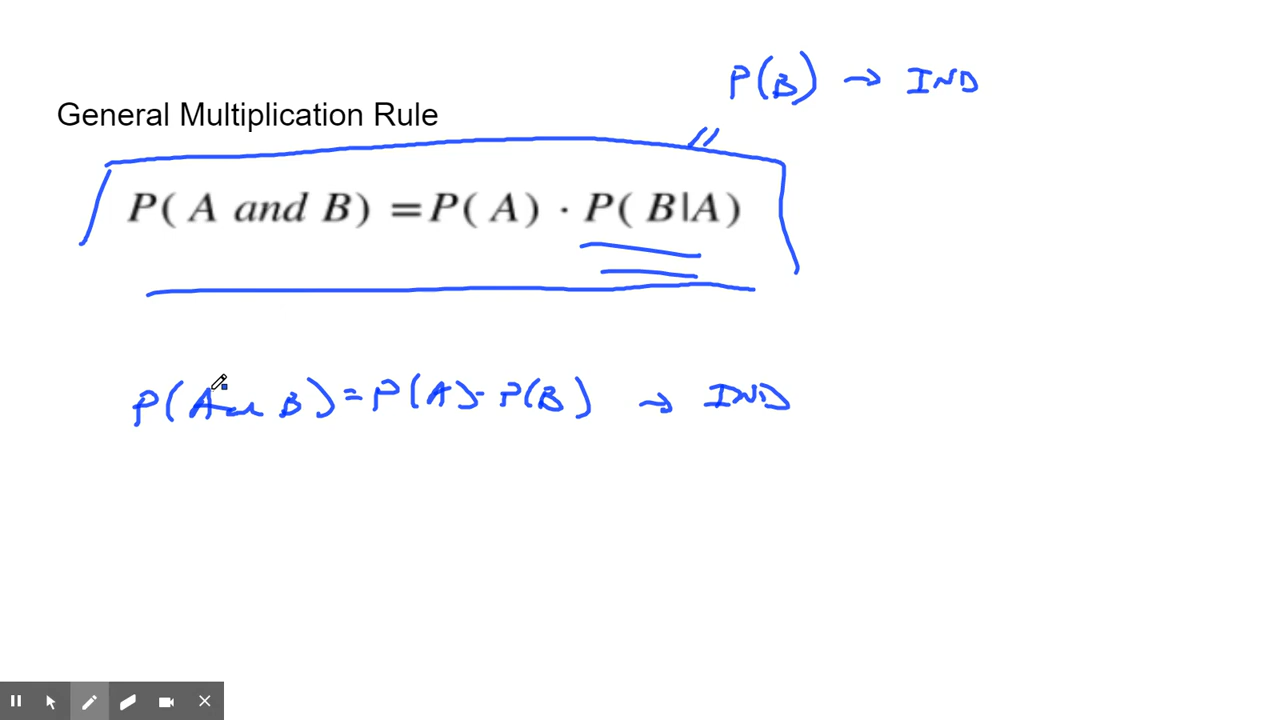 P(B) → IND
General Multiplication Rule
P( A and B) = P( A) · P( B|A)
P(A and B) = P(A) · P(B) → IND